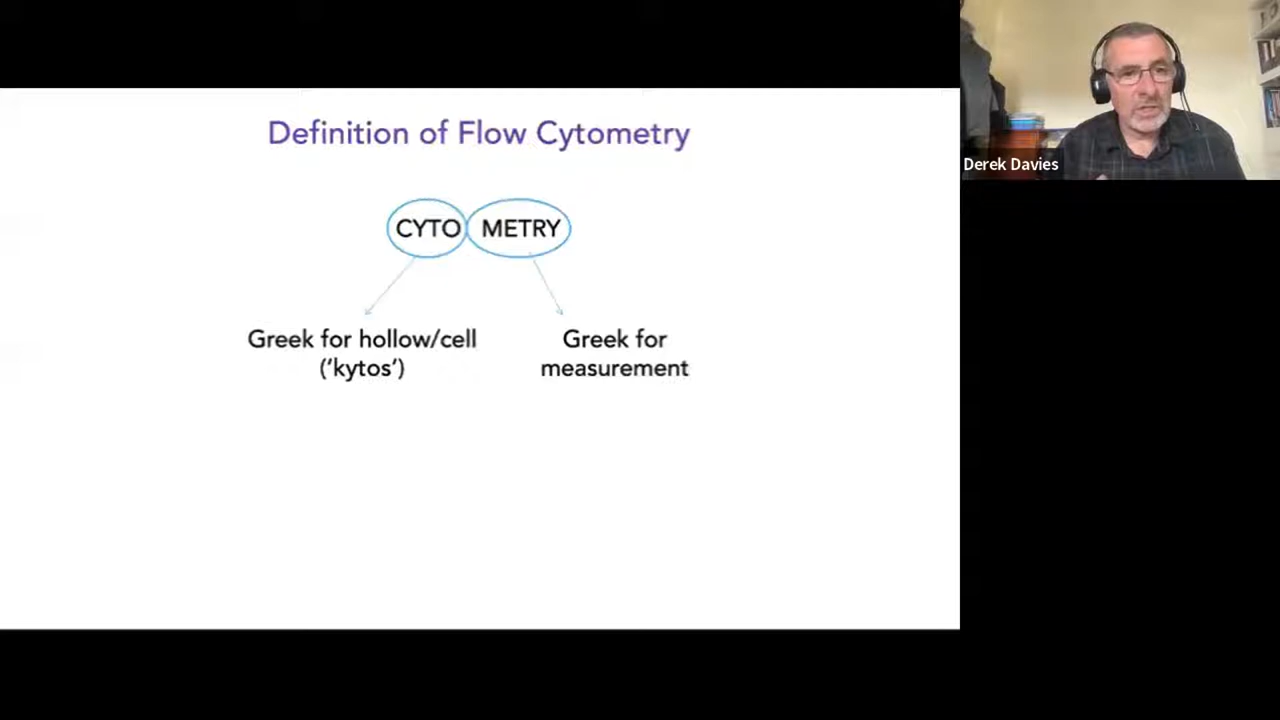 Definition of Flow Cytometry
CYTO METRY
Greek for hollow/cell
(‘kytos’)
Greek for
measurement
Derek Davies